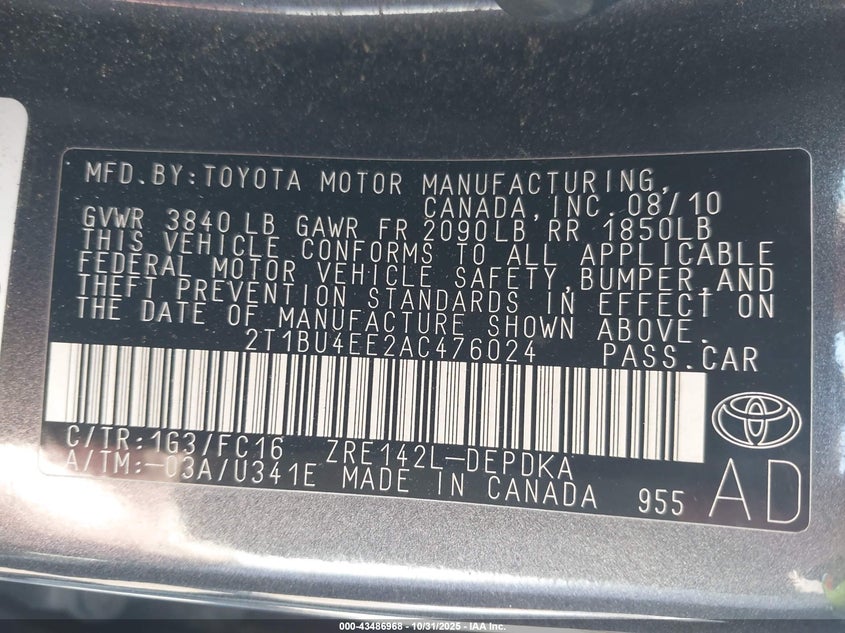 MFD.BY:TOYOTA MOTOR MANUFACTURING,
CANADA,INC. 08/10
GVWR 3840 LB GAWR FR 2090LB RR 1850LB
THIS VEHICLE CONFORMS TO ALL APPLICABLE
FEDERAL MOTOR VEHICLE SAFETY,BUMPER,AND
THEFT PREVENTION STANDARDS IN EFFECT ON
THE DATE OF MANUFACTURE SHOWN ABOVE.
2T1BU4EE2AC476024 PASS.CAR
C/TR:1G3/FC16 ZRE142L-DEPDKA
A/TM:-03A/U341E MADE IN CANADA 955
AD
000-43486968 - 10/31/2025 - IAA Inc.